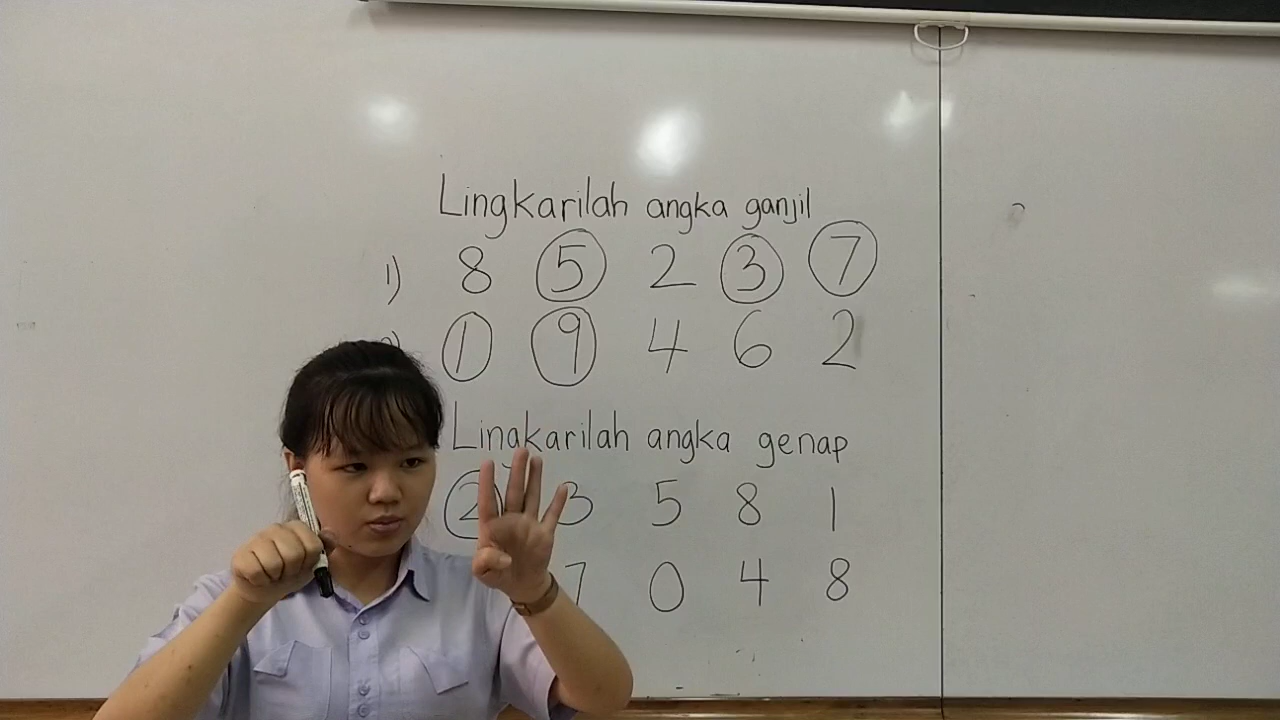 Lingkarilah angka ganjil
1) 8 5 2 3 7
1 9 4 6 2
Lingkarilah angka genap
2 3 5 8 1
7 0 4 8